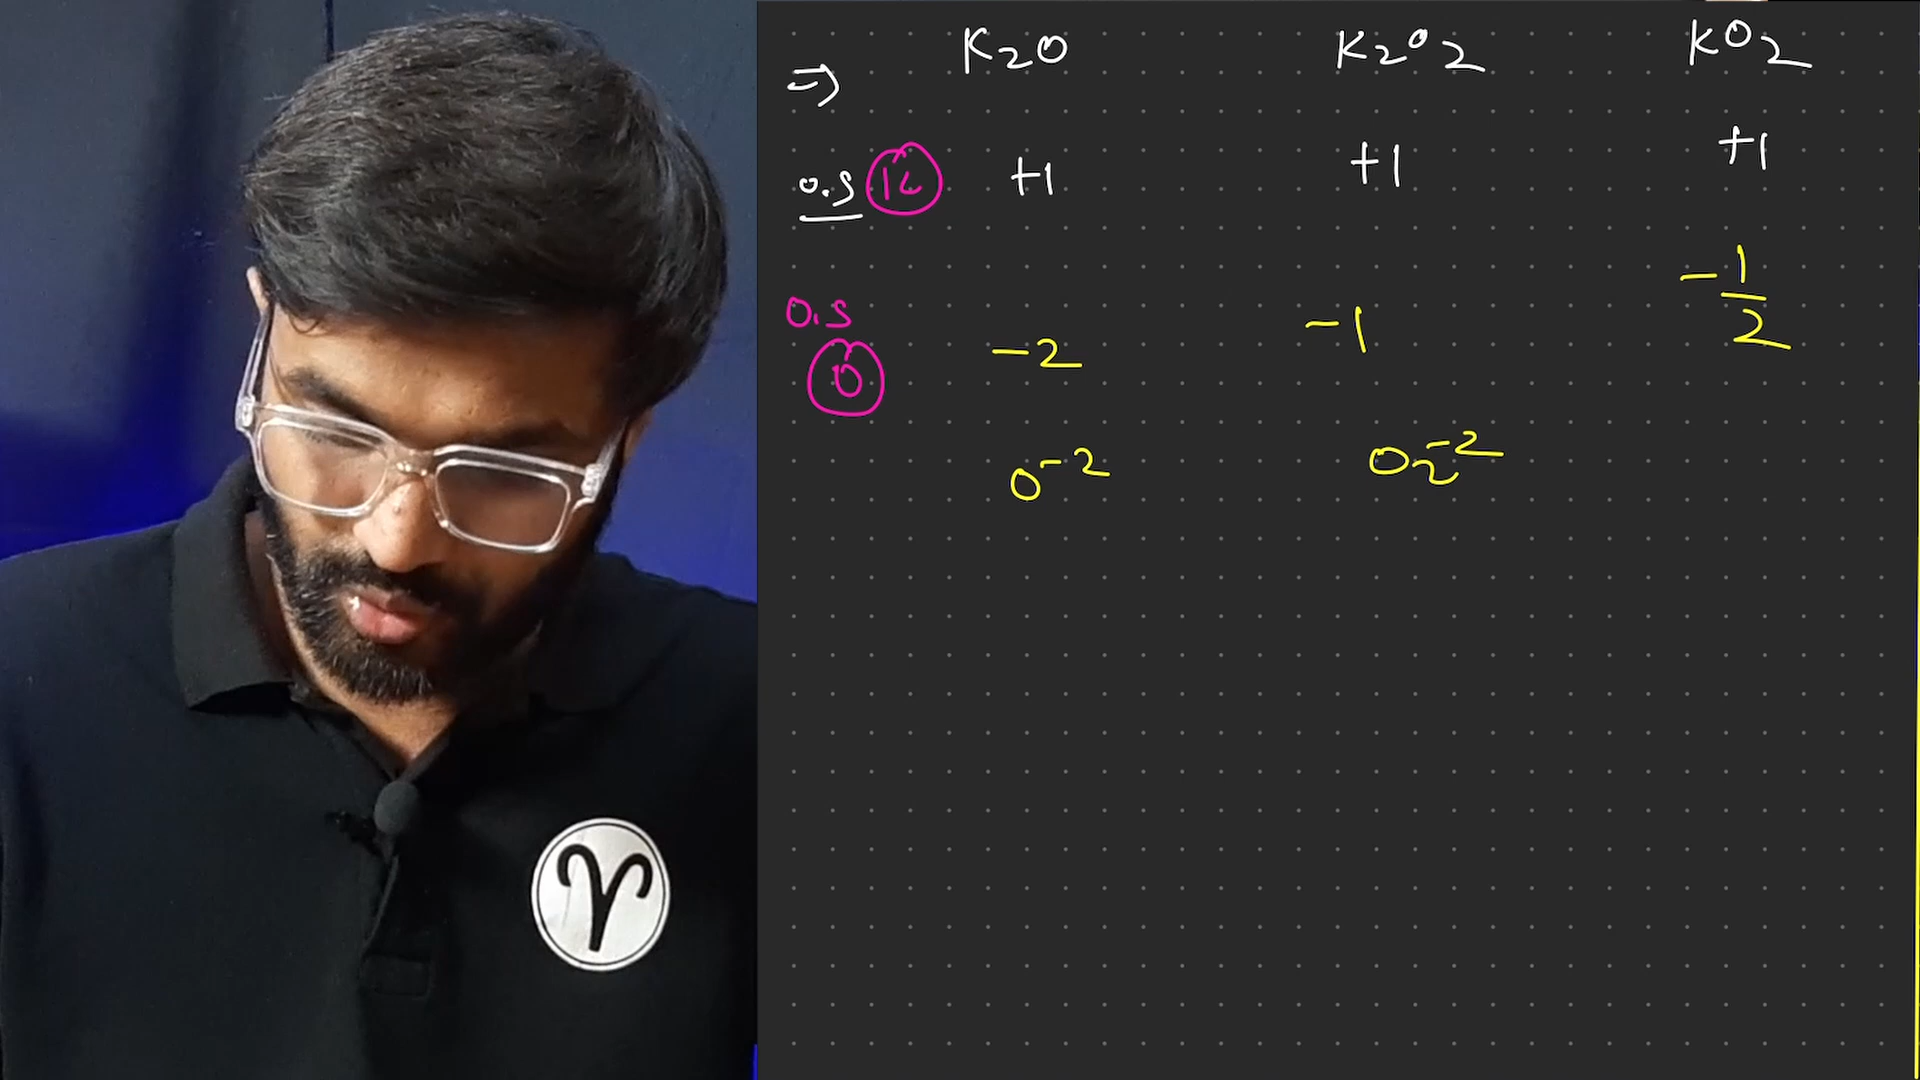 => K2O K2O2 KO2
O.S K +1 +1 +1
O.S O -2 -1 -1/2
O^-2 O2^-2